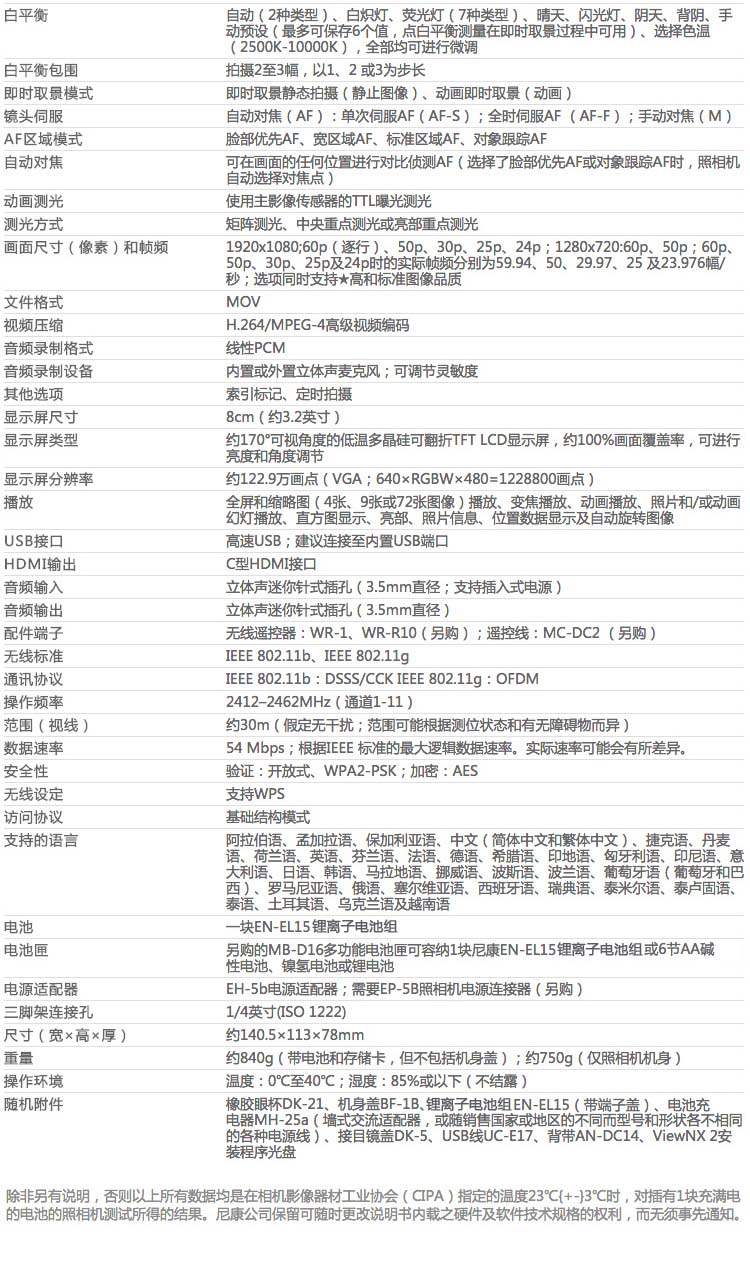 白平衡 自动（2种类型）、白炽灯、荧光灯（7种类型）、晴天、闪光灯、阴天、背阴、手
动预设（最多可保存6个值，点白平衡测量在即时取景过程中可用）、选择色温
（2500K-10000K），全部均可进行微调
白平衡包围 拍摄2至3幅，以1、2 或3为步长
即时取景模式 即时取景静态拍摄（静止图像）、动画即时取景（动画）
镜头伺服 自动对焦（AF）：单次伺服AF（AF-S）；全时伺服AF （AF-F）；手动对焦（M）
AF区域模式 脸部优先AF、宽区域AF、标准区域AF、对象跟踪AF
自动对焦 可在画面的任何位置进行对比侦测AF（选择了脸部优先AF或对象跟踪AF时，照相机
自动选择对焦点）
动画测光 使用主影像传感器的TTL曝光测光
测光方式 矩阵测光、中央重点测光或亮部重点测光
画面尺寸（像素）和帧频 1920x1080;60p（逐行）、50p、30p、25p、24p；1280x720:60p、50p；60p、
50p、30p、25p及24p时的实际帧频分别为59.94、50、29.97、25 及23.976幅/
秒；选项同时支持★高和标准图像品质
文件格式 MOV
视频压缩 H.264/MPEG-4高级视频编码
音频录制格式 线性PCM
音频录制设备 内置或外置立体声麦克风；可调节灵敏度
其他选项 索引标记、定时拍摄
显示屏尺寸 8cm（约3.2英寸）
显示屏类型 约170°可视角度的低温多晶硅可翻折TFT LCD显示屏，约100%画面覆盖率，可进行
亮度和角度调节
显示屏分辨率 约122.9万画点（VGA；640×RGBW×480=1228800画点）
播放 全屏和缩略图（4张、9张或72张图像）播放、变焦播放、动画播放、照片和/或动画
幻灯播放、直方图显示、亮部、照片信息、位置数据显示及自动旋转图像
USB接口 高速USB；建议连接至内置USB端口
HDMI输出 C型HDMI接口
音频输入 立体声迷你针式插孔（3.5mm直径；支持插入式电源）
音频输出 立体声迷你针式插孔（3.5mm直径）
配件端子 无线遥控器：WR-1、WR-R10（另购）；遥控线：MC-DC2 （另购）
无线标准 IEEE 802.11b、IEEE 802.11g
通讯协议 IEEE 802.11b：DSSS/CCK IEEE 802.11g：OFDM
操作频率 2412–2462MHz（通道1-11）
范围（视线） 约30m（假定无干扰；范围可能根据测位状态和有无障碍物而异）
数据速率 54 Mbps；根据IEEE 标准的最大逻辑数据速率。实际速率可能会有所差异。
安全性 验证：开放式、WPA2-PSK；加密：AES
无线设定 支持WPS
访问协议 基础结构模式
支持的语言 阿拉伯语、孟加拉语、保加利亚语、中文（简体中文和繁体中文）、捷克语、丹麦
语、荷兰语、英语、芬兰语、法语、德语、希腊语、印地语、匈牙利语、印尼语、意
大利语、日语、韩语、马拉地语、挪威语、波斯语、波兰语、葡萄牙语（葡萄牙和巴
西）、罗马尼亚语、俄语、塞尔维亚语、西班牙语、瑞典语、泰米尔语、泰卢固语、
泰语、土耳其语、乌克兰语及越南语
电池 一块EN-EL15锂离子电池组
电池匣 另购的MB-D16多功能电池匣可容纳1块尼康EN-EL15锂离子电池组或6节AA碱
性电池、镍氢电池或锂电池
电源适配器 EH-5b电源适配器；需要EP-5B照相机电源连接器（另购）
三脚架连接孔 1/4英寸(ISO 1222)
尺寸（宽×高×厚） 约140.5×113×78mm
重量 约840g（带电池和存储卡，但不包括机身盖）；约750g（仅照相机机身）
操作环境 温度：0℃至40℃；湿度：85%或以下（不结露）
随机附件 橡胶眼杯DK-21、机身盖BF-1B、锂离子电池组EN-EL15（带端子盖）、电池充
电器MH-25a（墙式交流适配器，或随销售国家或地区的不同而型号和形状各不相同
的各种电源线）、接目镜盖DK-5、USB线UC-E17、背带AN-DC14、ViewNX 2安
装程序光盘
除非另有说明，否则以上所有数据均是在相机影像器材工业协会（CIPA）指定的温度23℃{+-}3℃时，对插有1块充满电
的电池的照相机测试所得的结果。尼康公司保留可随时更改说明书内载之硬件及软件技术规格的权利，而无须事先通知。